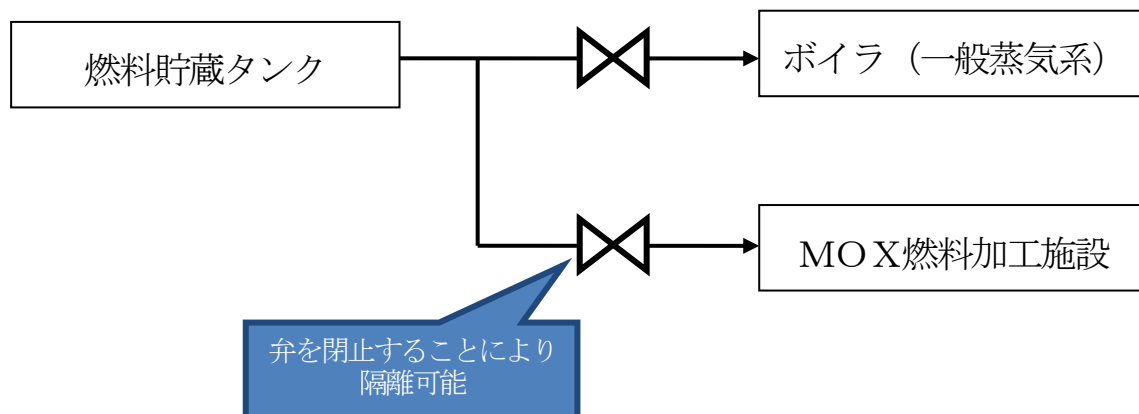 燃料貯蔵タンク
ボイラ（一般蒸気系）
ＭＯＸ燃料加工施設
弁を閉止することにより
隔離可能